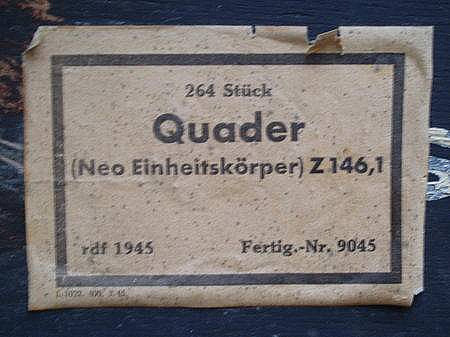 264 Stück
Quader
(Neo Einheitskörper) Z 146,1
rdf 1945 Fertig.-Nr. 9045